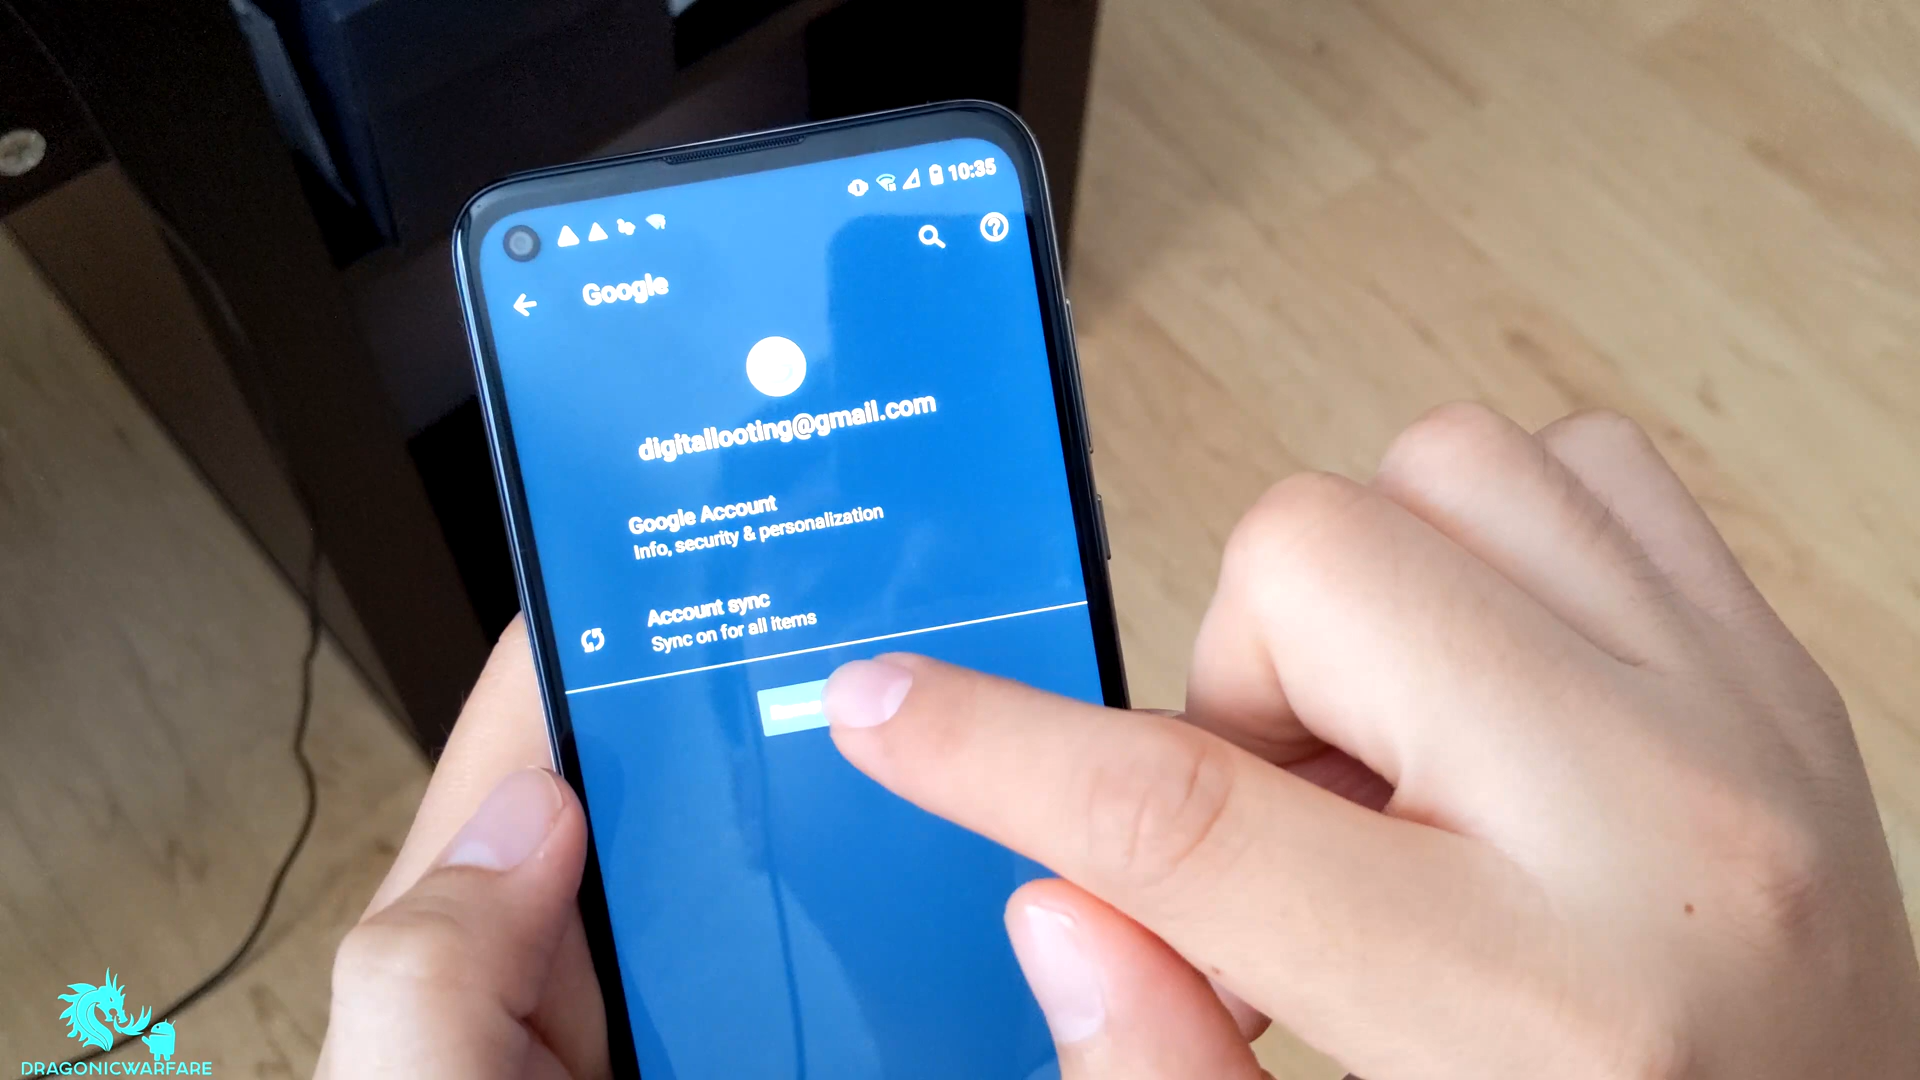 10:35
Google
digitallooting@gmail.com
Google Account
Info, security & personalization
Account sync
Sync on for all items
DRAGONICWARFARE